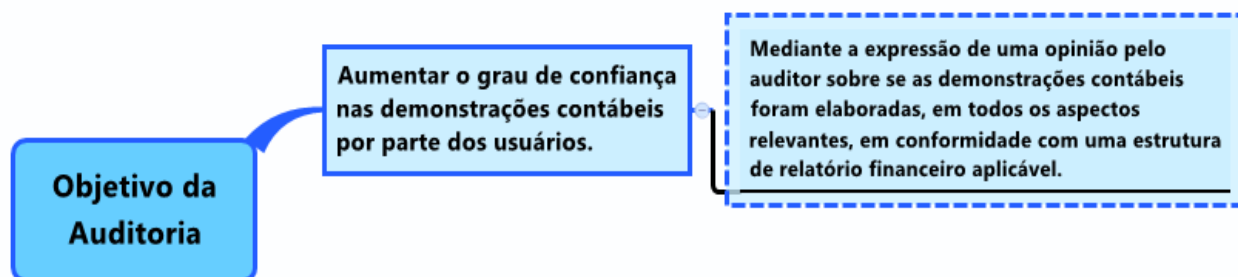 Objetivo da
Auditoria
Aumentar o grau de confiança
nas demonstrações contábeis
por parte dos usuários.
Mediante a expressão de uma opinião pelo
auditor sobre se as demonstrações contábeis
foram elaboradas, em todos os aspectos
relevantes, em conformidade com uma estrutura
de relatório financeiro aplicável.